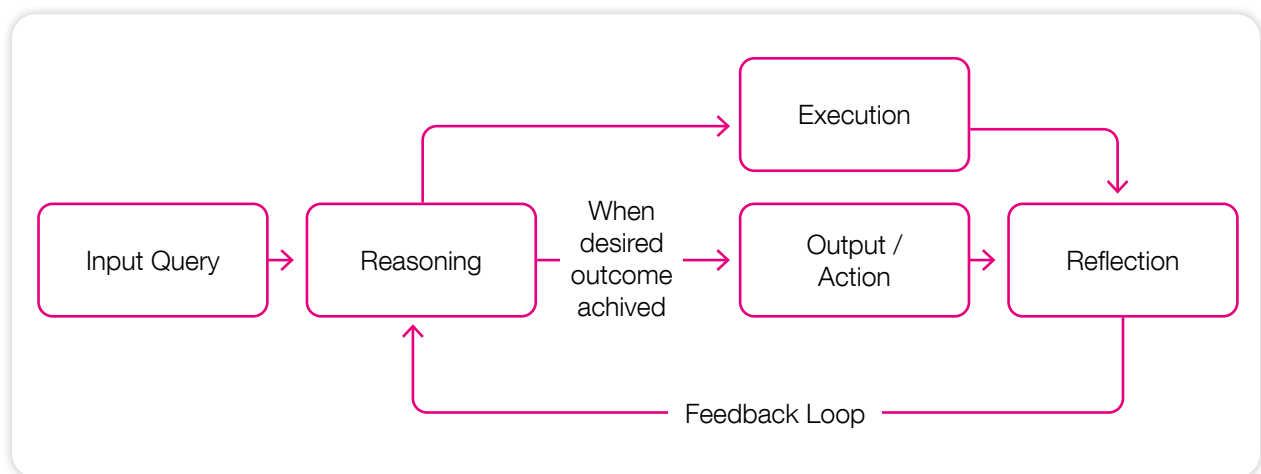 Execution
Input Query
Reasoning
When
desired
outcome
achived
Output /
Action
Reflection
Feedback Loop